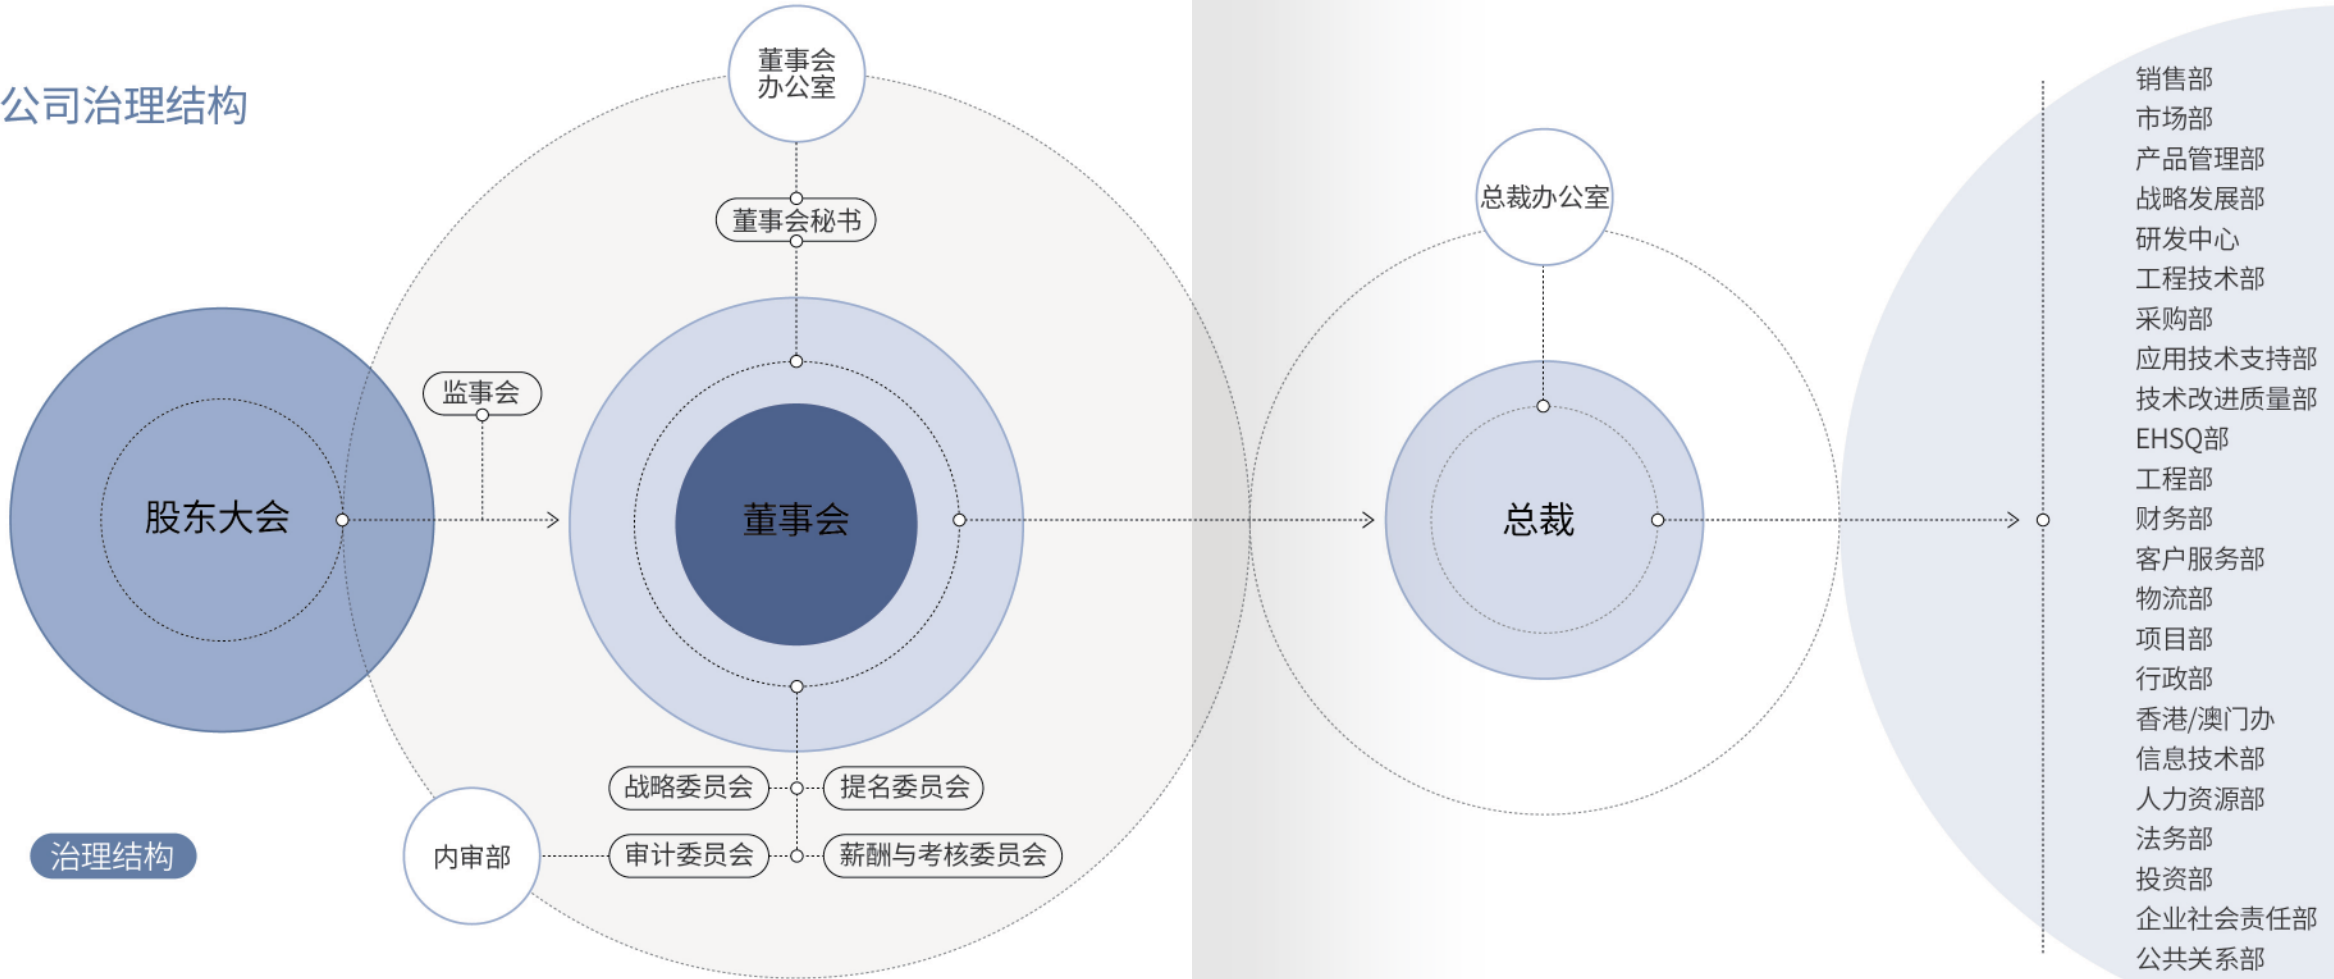 公司治理结构
董事会
办公室
董事会秘书
监事会
股东大会
董事会
战略委员会
提名委员会
审计委员会
薪酬与考核委员会
内审部
治理结构
总裁办公室
总裁
销售部
市场部
产品管理部
战略发展部
研发中心
工程技术部
采购部
应用技术支持部
技术改进质量部
EHSQ部
工程部
财务部
客户服务部
物流部
项目部
行政部
香港/澳门办
信息技术部
人力资源部
法务部
投资部
企业社会责任部
公共关系部